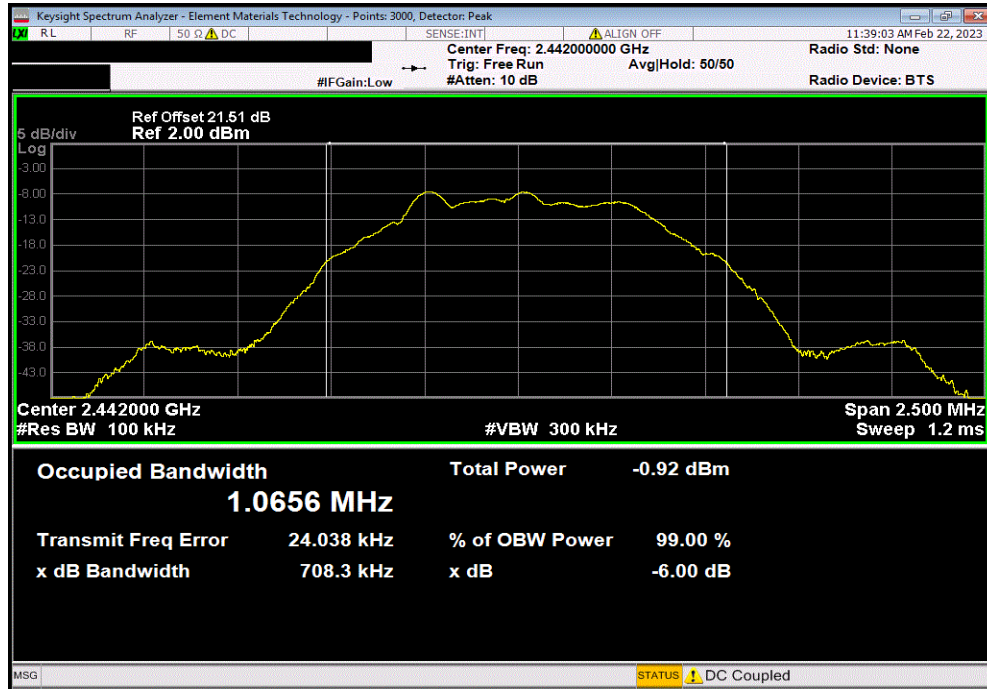 Keysight Spectrum Analyzer - Element Materials Technology - Points: 3000, Detector: Peak
LXI RL RF 50 Ω DC SENSE:INT ALIGN OFF 11:39:03 AM Feb 22, 2023
Center Freq: 2.442000000 GHz Radio Std: None
Trig: Free Run Avg|Hold: 50/50
#IFGain:Low #Atten: 10 dB Radio Device: BTS
Ref Offset 21.51 dB
5 dB/div Ref 2.00 dBm
Log
-3.00
-8.00
-13.0
-18.0
-23.0
-28.0
-33.0
-38.0
-43.0
Center 2.442000 GHz Span 2.500 MHz
#Res BW 100 kHz #VBW 300 kHz Sweep 1.2 ms
Occupied Bandwidth Total Power -0.92 dBm
1.0656 MHz
Transmit Freq Error 24.038 kHz % of OBW Power 99.00 %
x dB Bandwidth 708.3 kHz x dB -6.00 dB
MSG STATUS DC Coupled